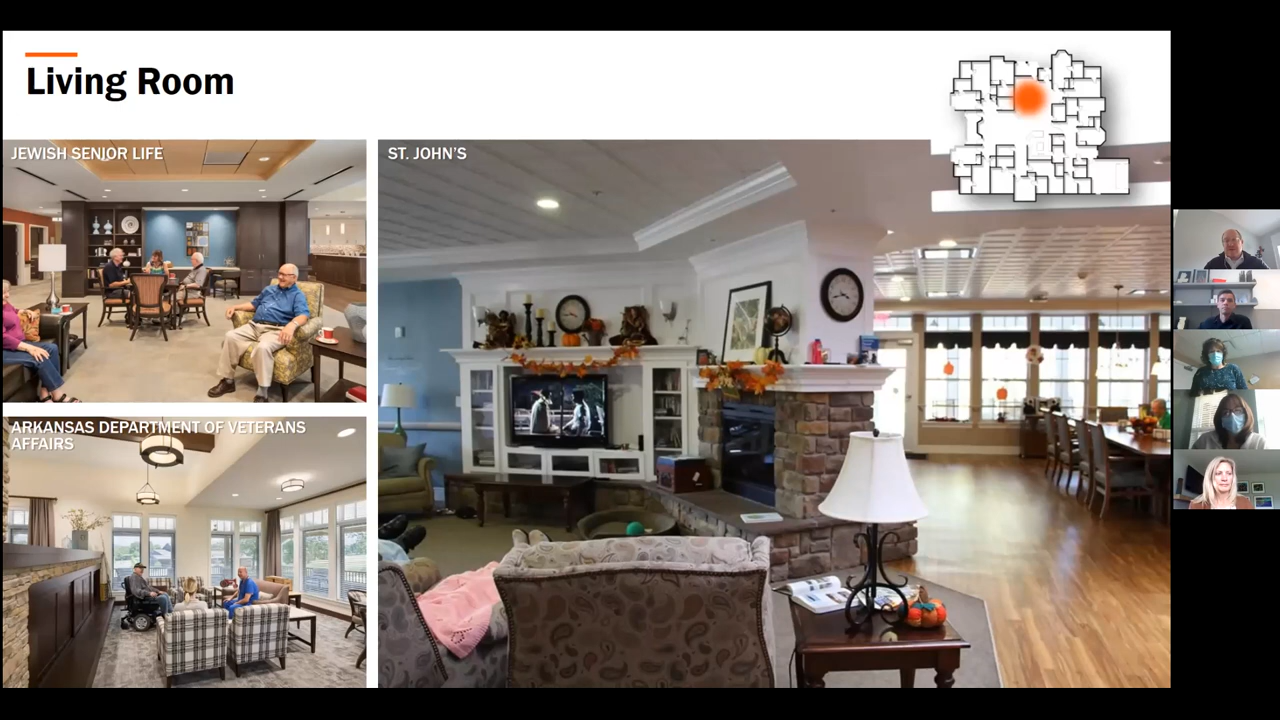 Living Room
JEWISH SENIOR LIFE
ST. JOHN'S
ARKANSAS DEPARTMENT OF VETERANS
AFFAIRS